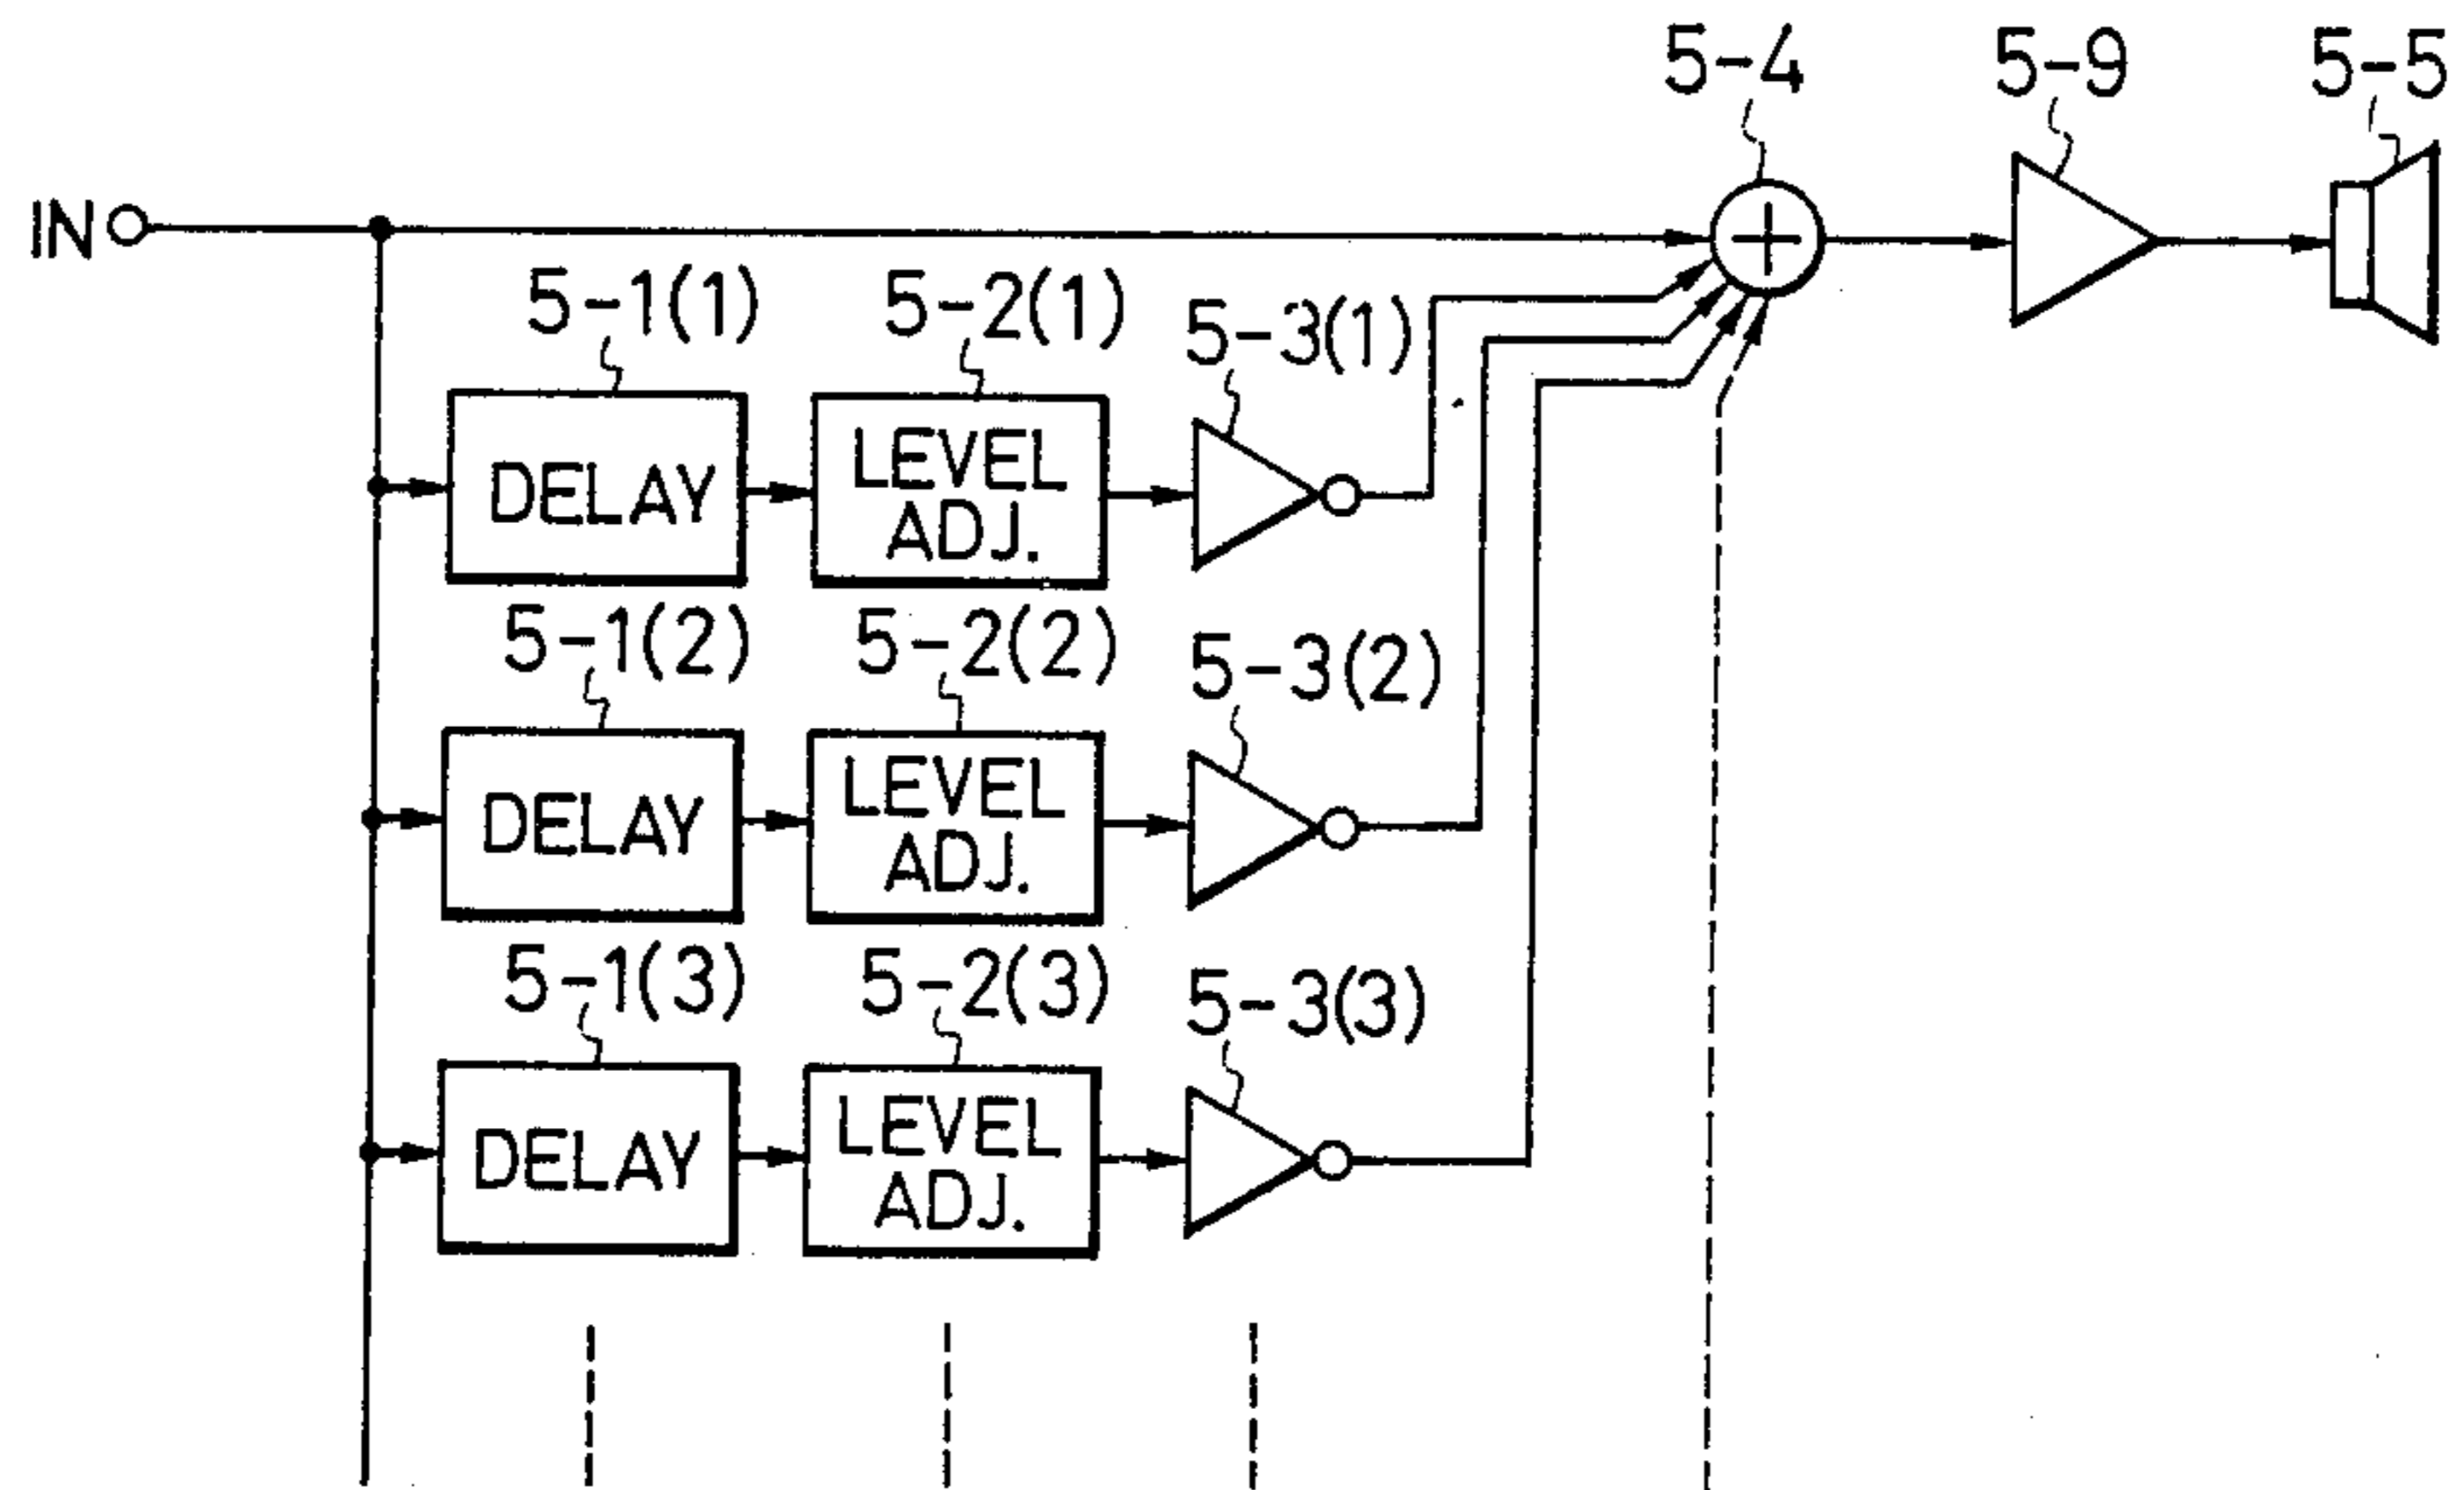 5-4 5-9 5-5
IN
5-1(1) 5-2(1) 5-3(1)
DELAY
LEVEL
ADJ.
5-1(2) 5-2(2) 5-3(2)
DELAY
LEVEL
ADJ.
5-1(3) 5-2(3) 5-3(3)
DELAY
LEVEL
ADJ.